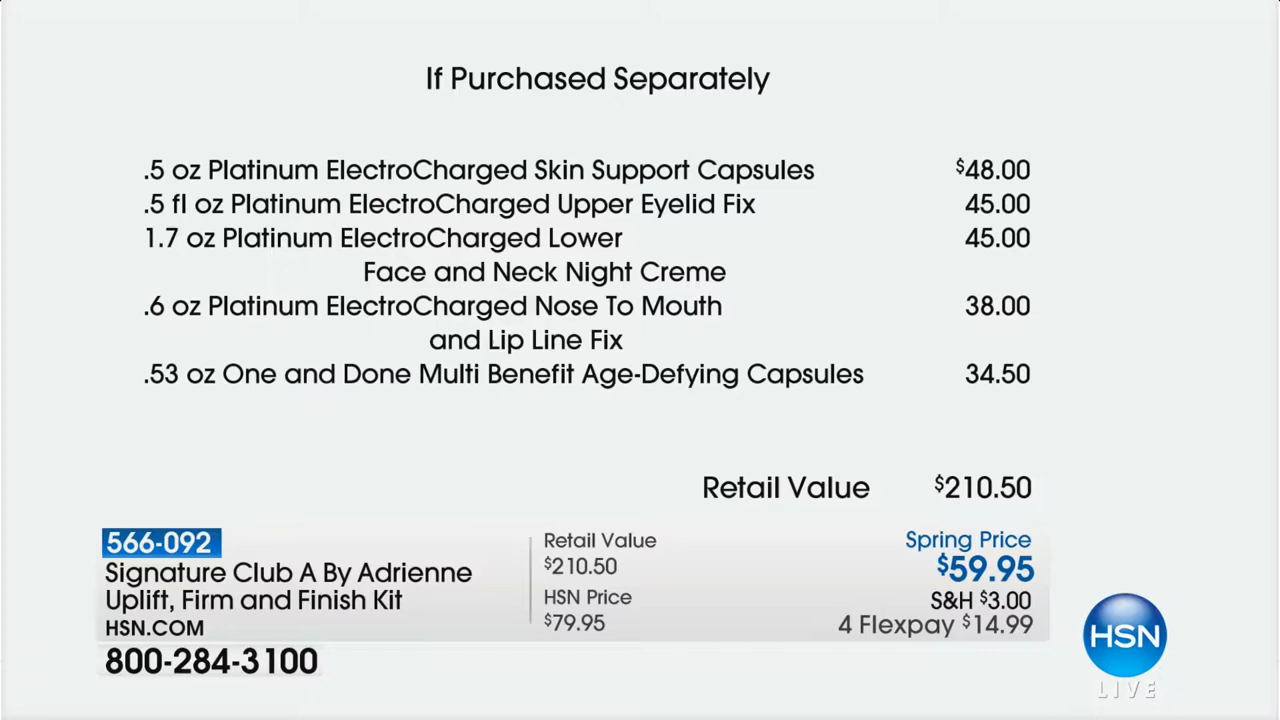 If Purchased Separately
.5 oz Platinum ElectroCharged Skin Support Capsules $48.00
.5 fl oz Platinum ElectroCharged Upper Eyelid Fix 45.00
1.7 oz Platinum ElectroCharged Lower 45.00
Face and Neck Night Creme
.6 oz Platinum ElectroCharged Nose To Mouth 38.00
and Lip Line Fix
.53 oz One and Done Multi Benefit Age-Defying Capsules 34.50
Retail Value $210.50
566-092
Signature Club A By Adrienne
Uplift, Firm and Finish Kit
HSN.COM
800-284-3100
Retail Value
$210.50
HSN Price
$79.95
Spring Price
$59.95
S&H $3.00
4 Flexpay $14.99
HSN
LIVE